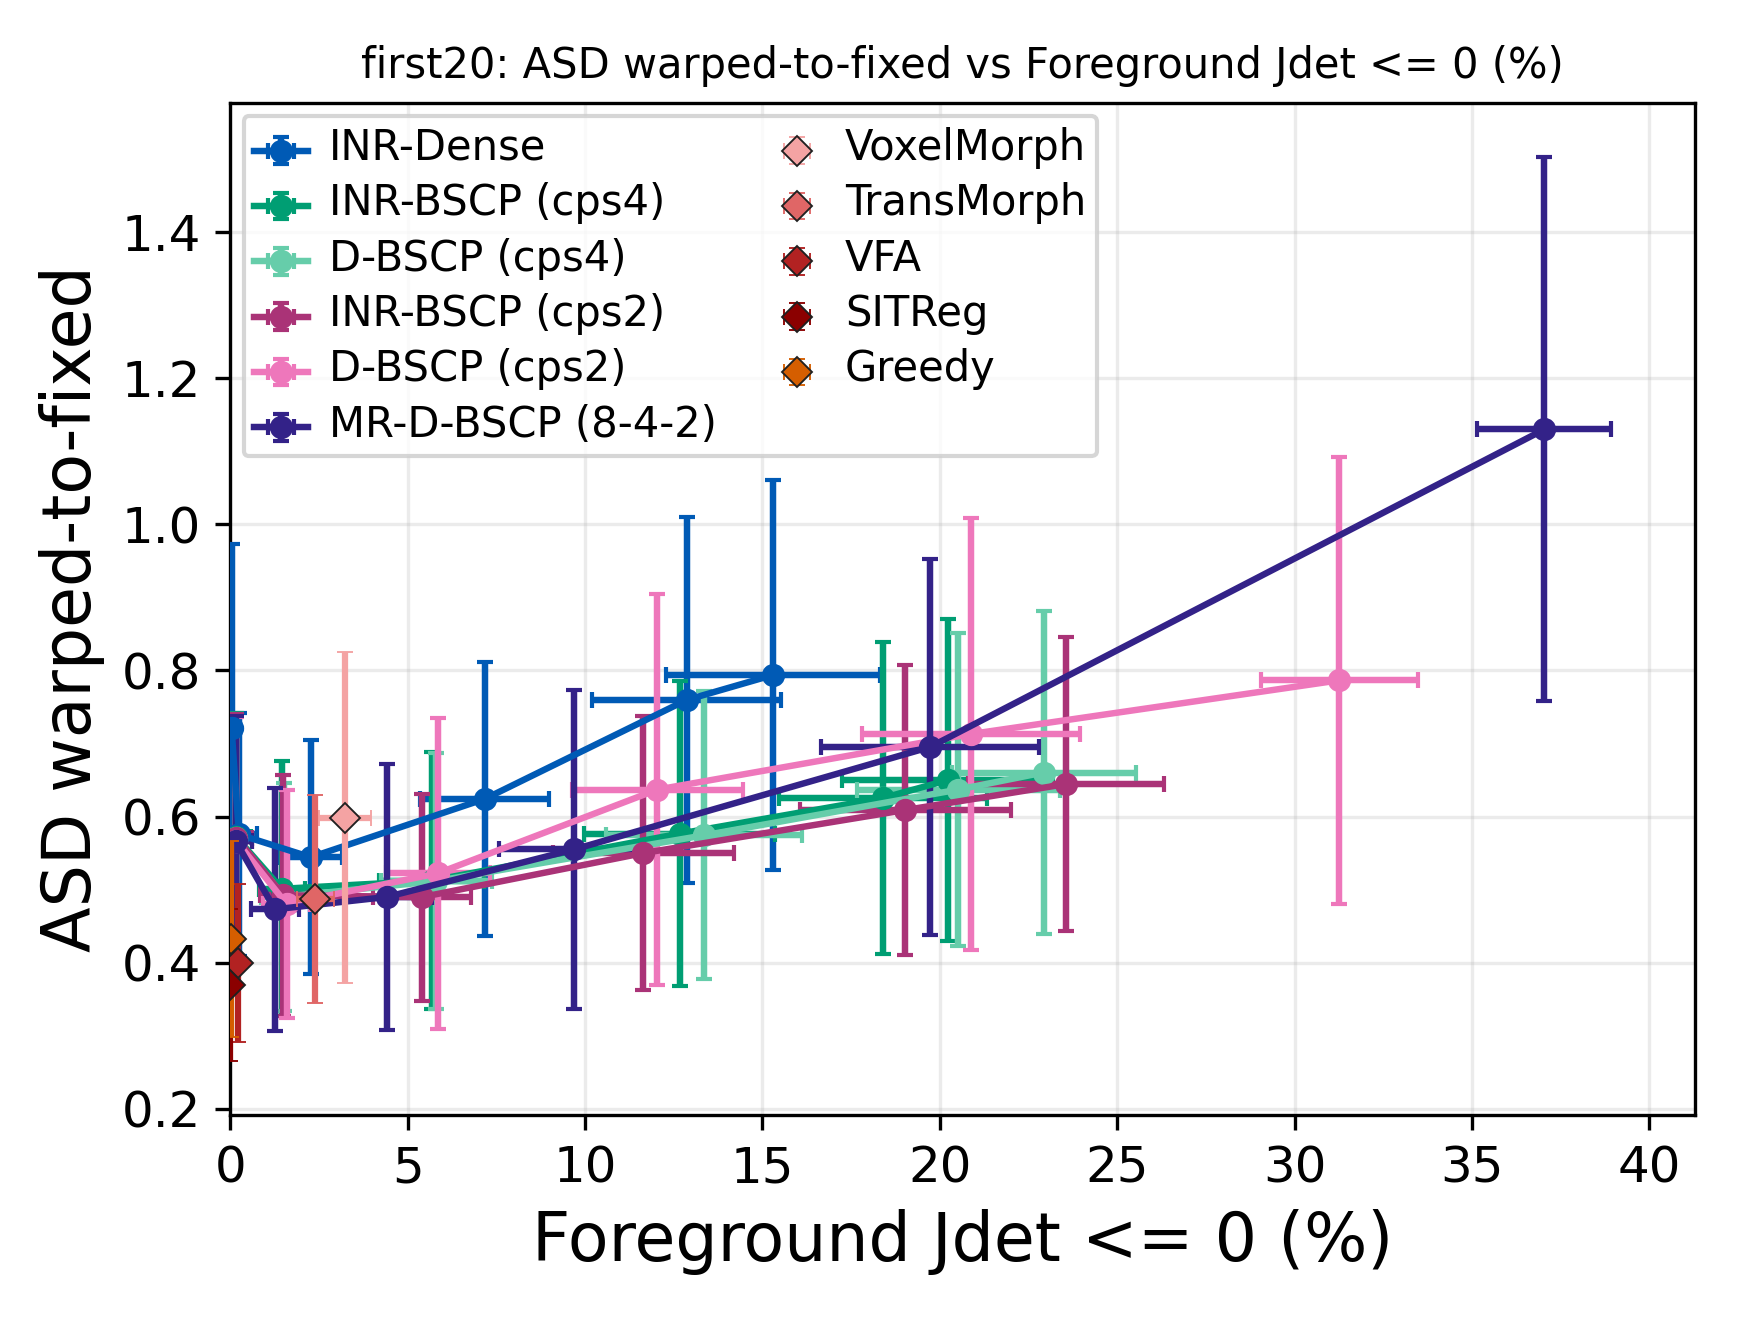 first20: ASD warped-to-fixed vs Foreground Jdet <= 0 (%)
INR-Dense
INR-BSCP (cps4)
D-BSCP (cps4)
INR-BSCP (cps2)
D-BSCP (cps2)
MR-D-BSCP (8-4-2)
VoxelMorph
TransMorph
VFA
SITReg
Greedy
ASD warped-to-fixed
1.4
1.2
1.0
0.8
0.6
0.4
0.2
0 5 10 15 20 25 30 35 40
Foreground Jdet <= 0 (%)